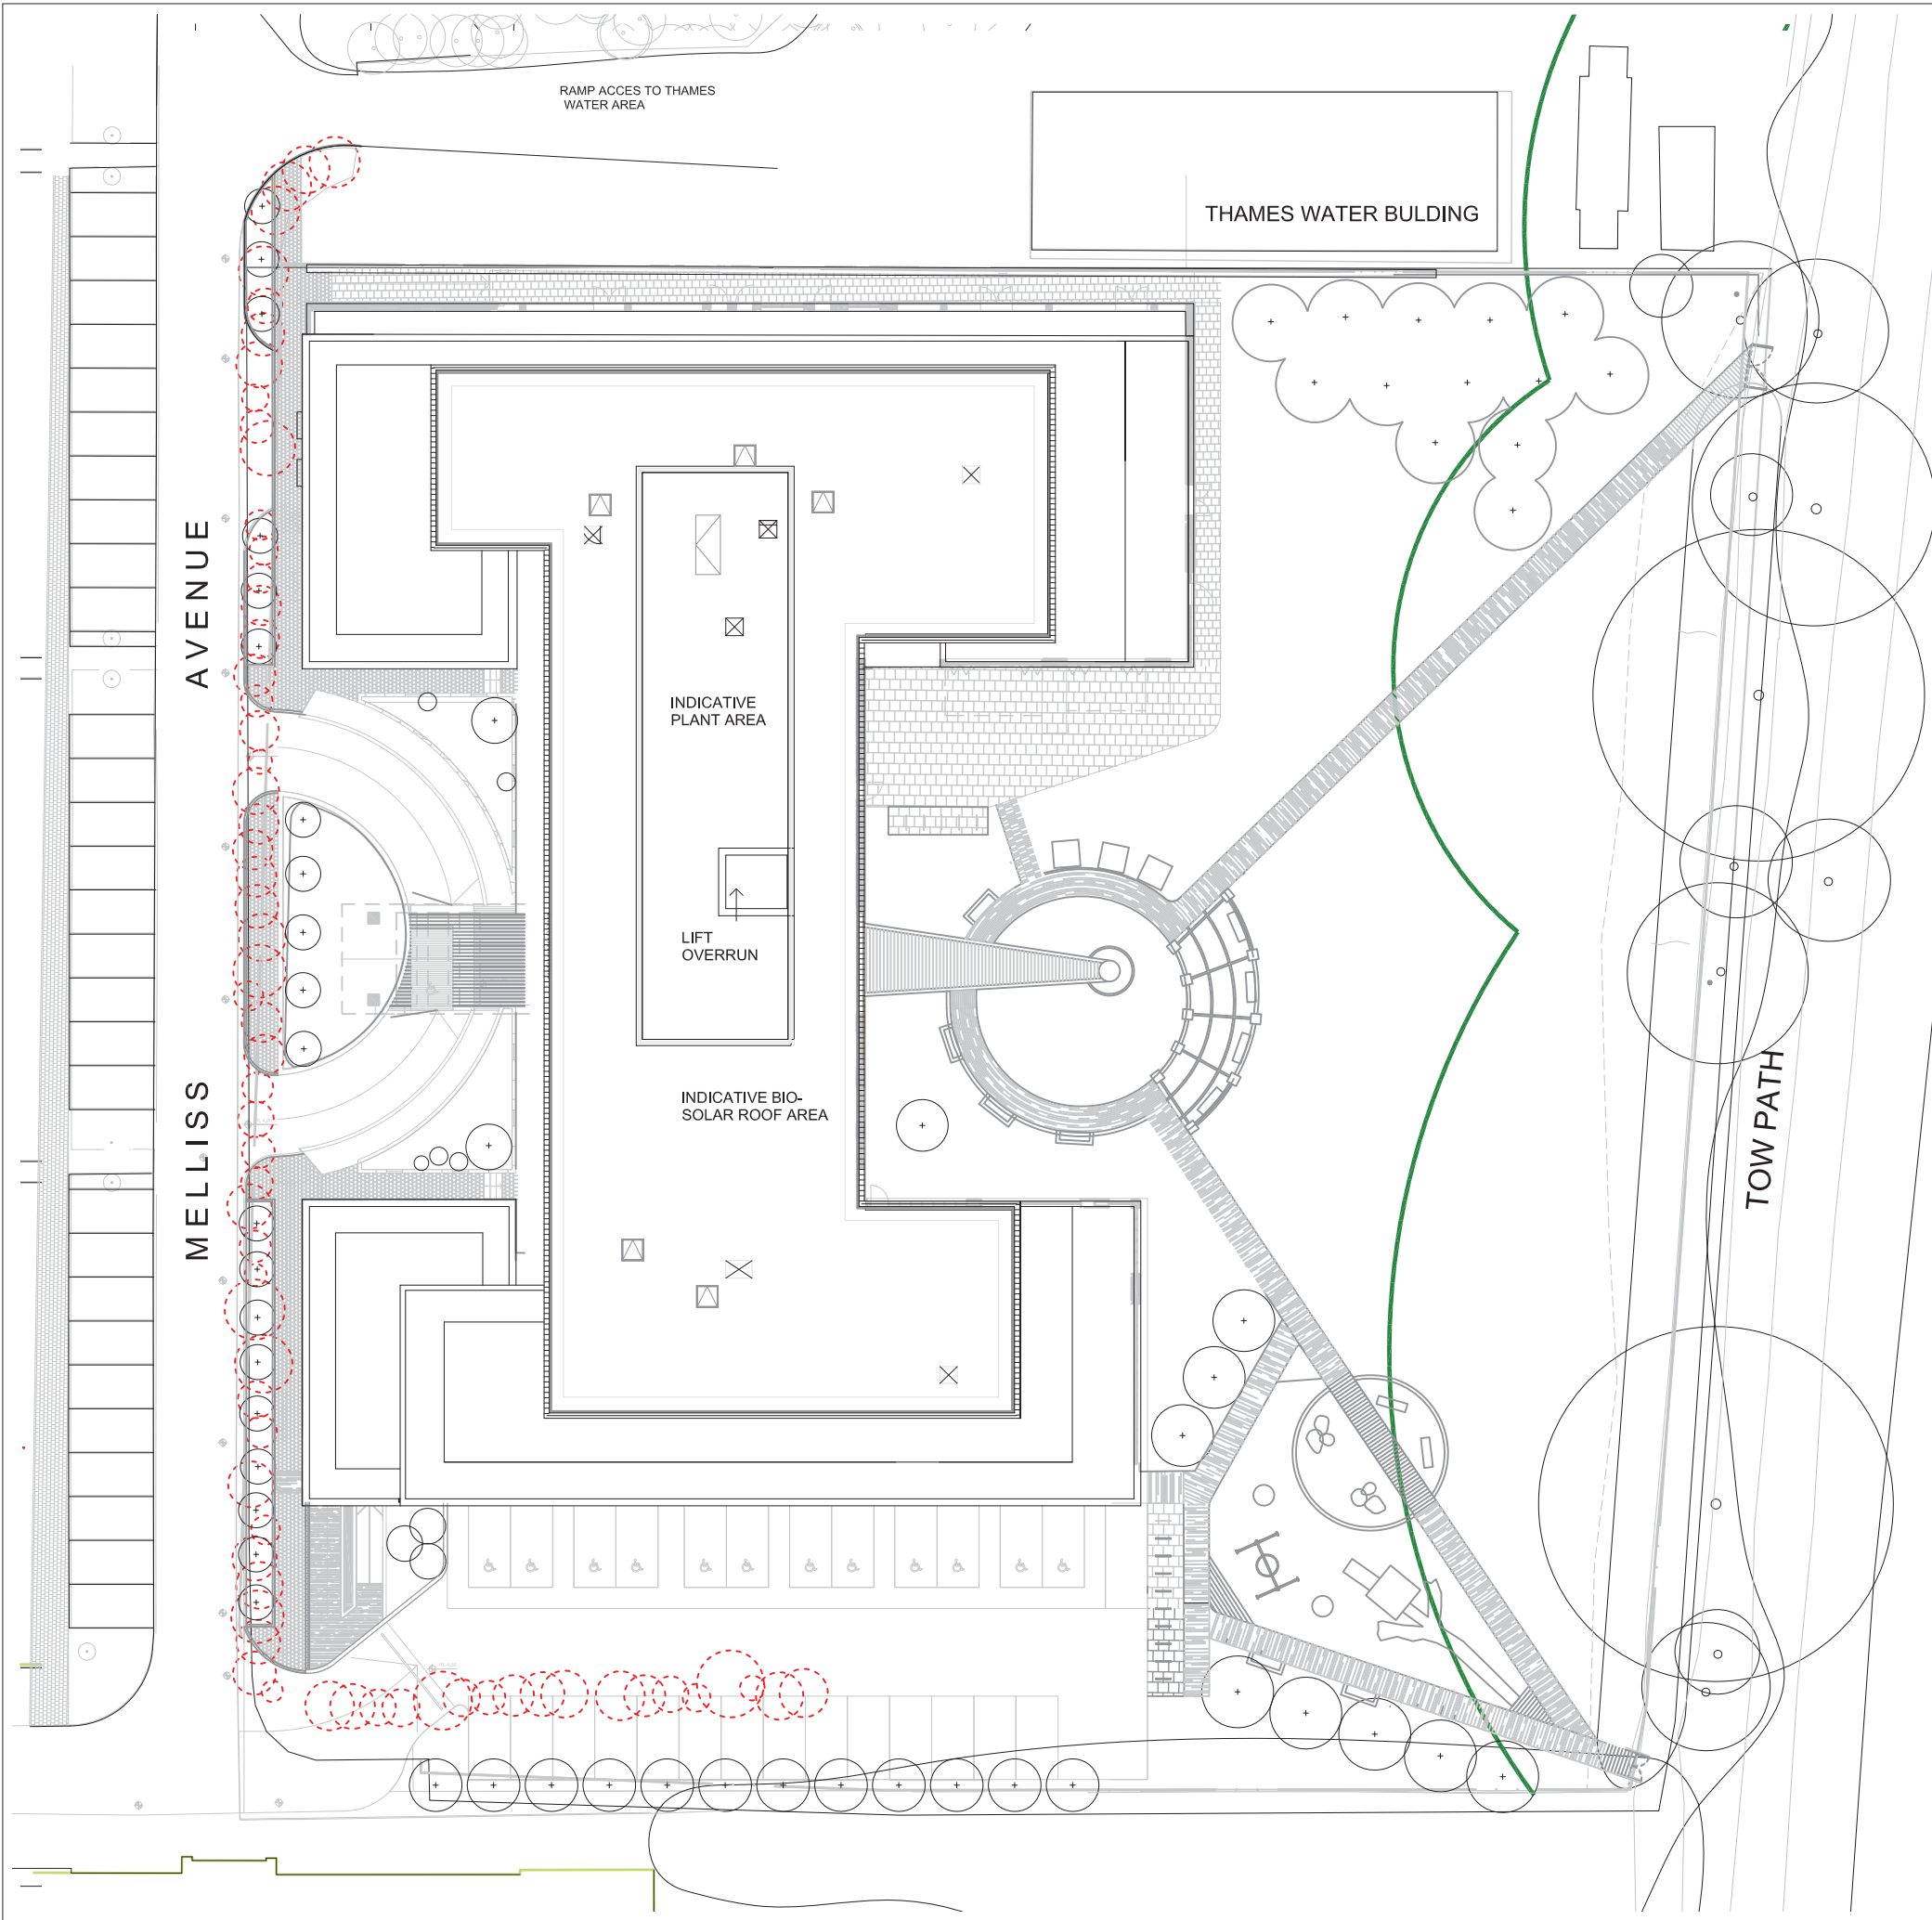 RAMP ACCES TO THAMES
WATER AREA
THAMES WATER BULDING
MELLISS AVENUE
INDICATIVE
PLANT AREA
LIFT
OVERRUN
INDICATIVE BIO-
SOLAR ROOF AREA
TOW PATH